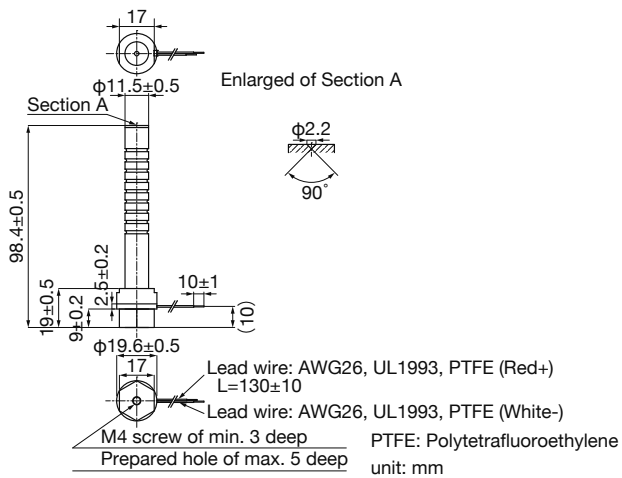 17
Enlarged of Section A
ϕ11.5±0.5
Section A
ϕ2.2
90°
98.4±0.5
19±0.5
9±0.2
2.5±0.2
10±1
(10)
ϕ19.6±0.5
17
Lead wire: AWG26, UL1993, PTFE (Red+)
L=130±10
Lead wire: AWG26, UL1993, PTFE (White-)
M4 screw of min. 3 deep
Prepared hole of max. 5 deep
PTFE: Polytetrafluoroethylene
unit: mm